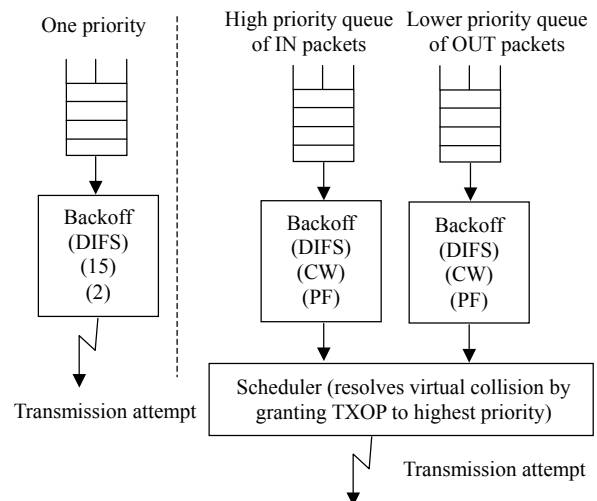 One priority
High priority queue
of IN packets
Lower priority queue
of OUT packets
Backoff
(DIFS)
(15)
(2)
Backoff
(DIFS)
(CW)
(PF)
Backoff
(DIFS)
(CW)
(PF)
Scheduler (resolves virtual collision by
granting TXOP to highest priority)
Transmission attempt
Transmission attempt